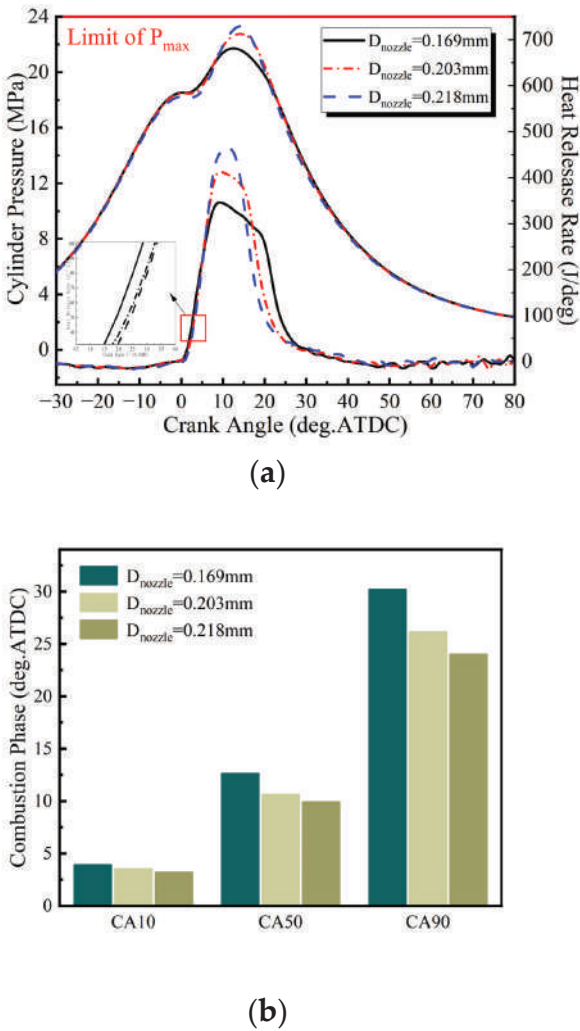 (a)
Limit of Pmax
Dnozzle=0.169mm
Dnozzle=0.203mm
Dnozzle=0.218mm
Cylinder Pressure (MPa)
24
20
16
12
8
4
0
Heat Relesase Rate (J/deg)
700
600
500
400
300
200
100
0
−30 −20 −10 0 10 20 30 40 50 60 70 80
Crank Angle (deg.ATDC)
(a)
Dnozzle=0.169mm
Dnozzle=0.203mm
Dnozzle=0.218mm
Combustion Phase (deg.ATDC)
30
25
20
15
10
5
0
CA10 CA50 CA90
(b)